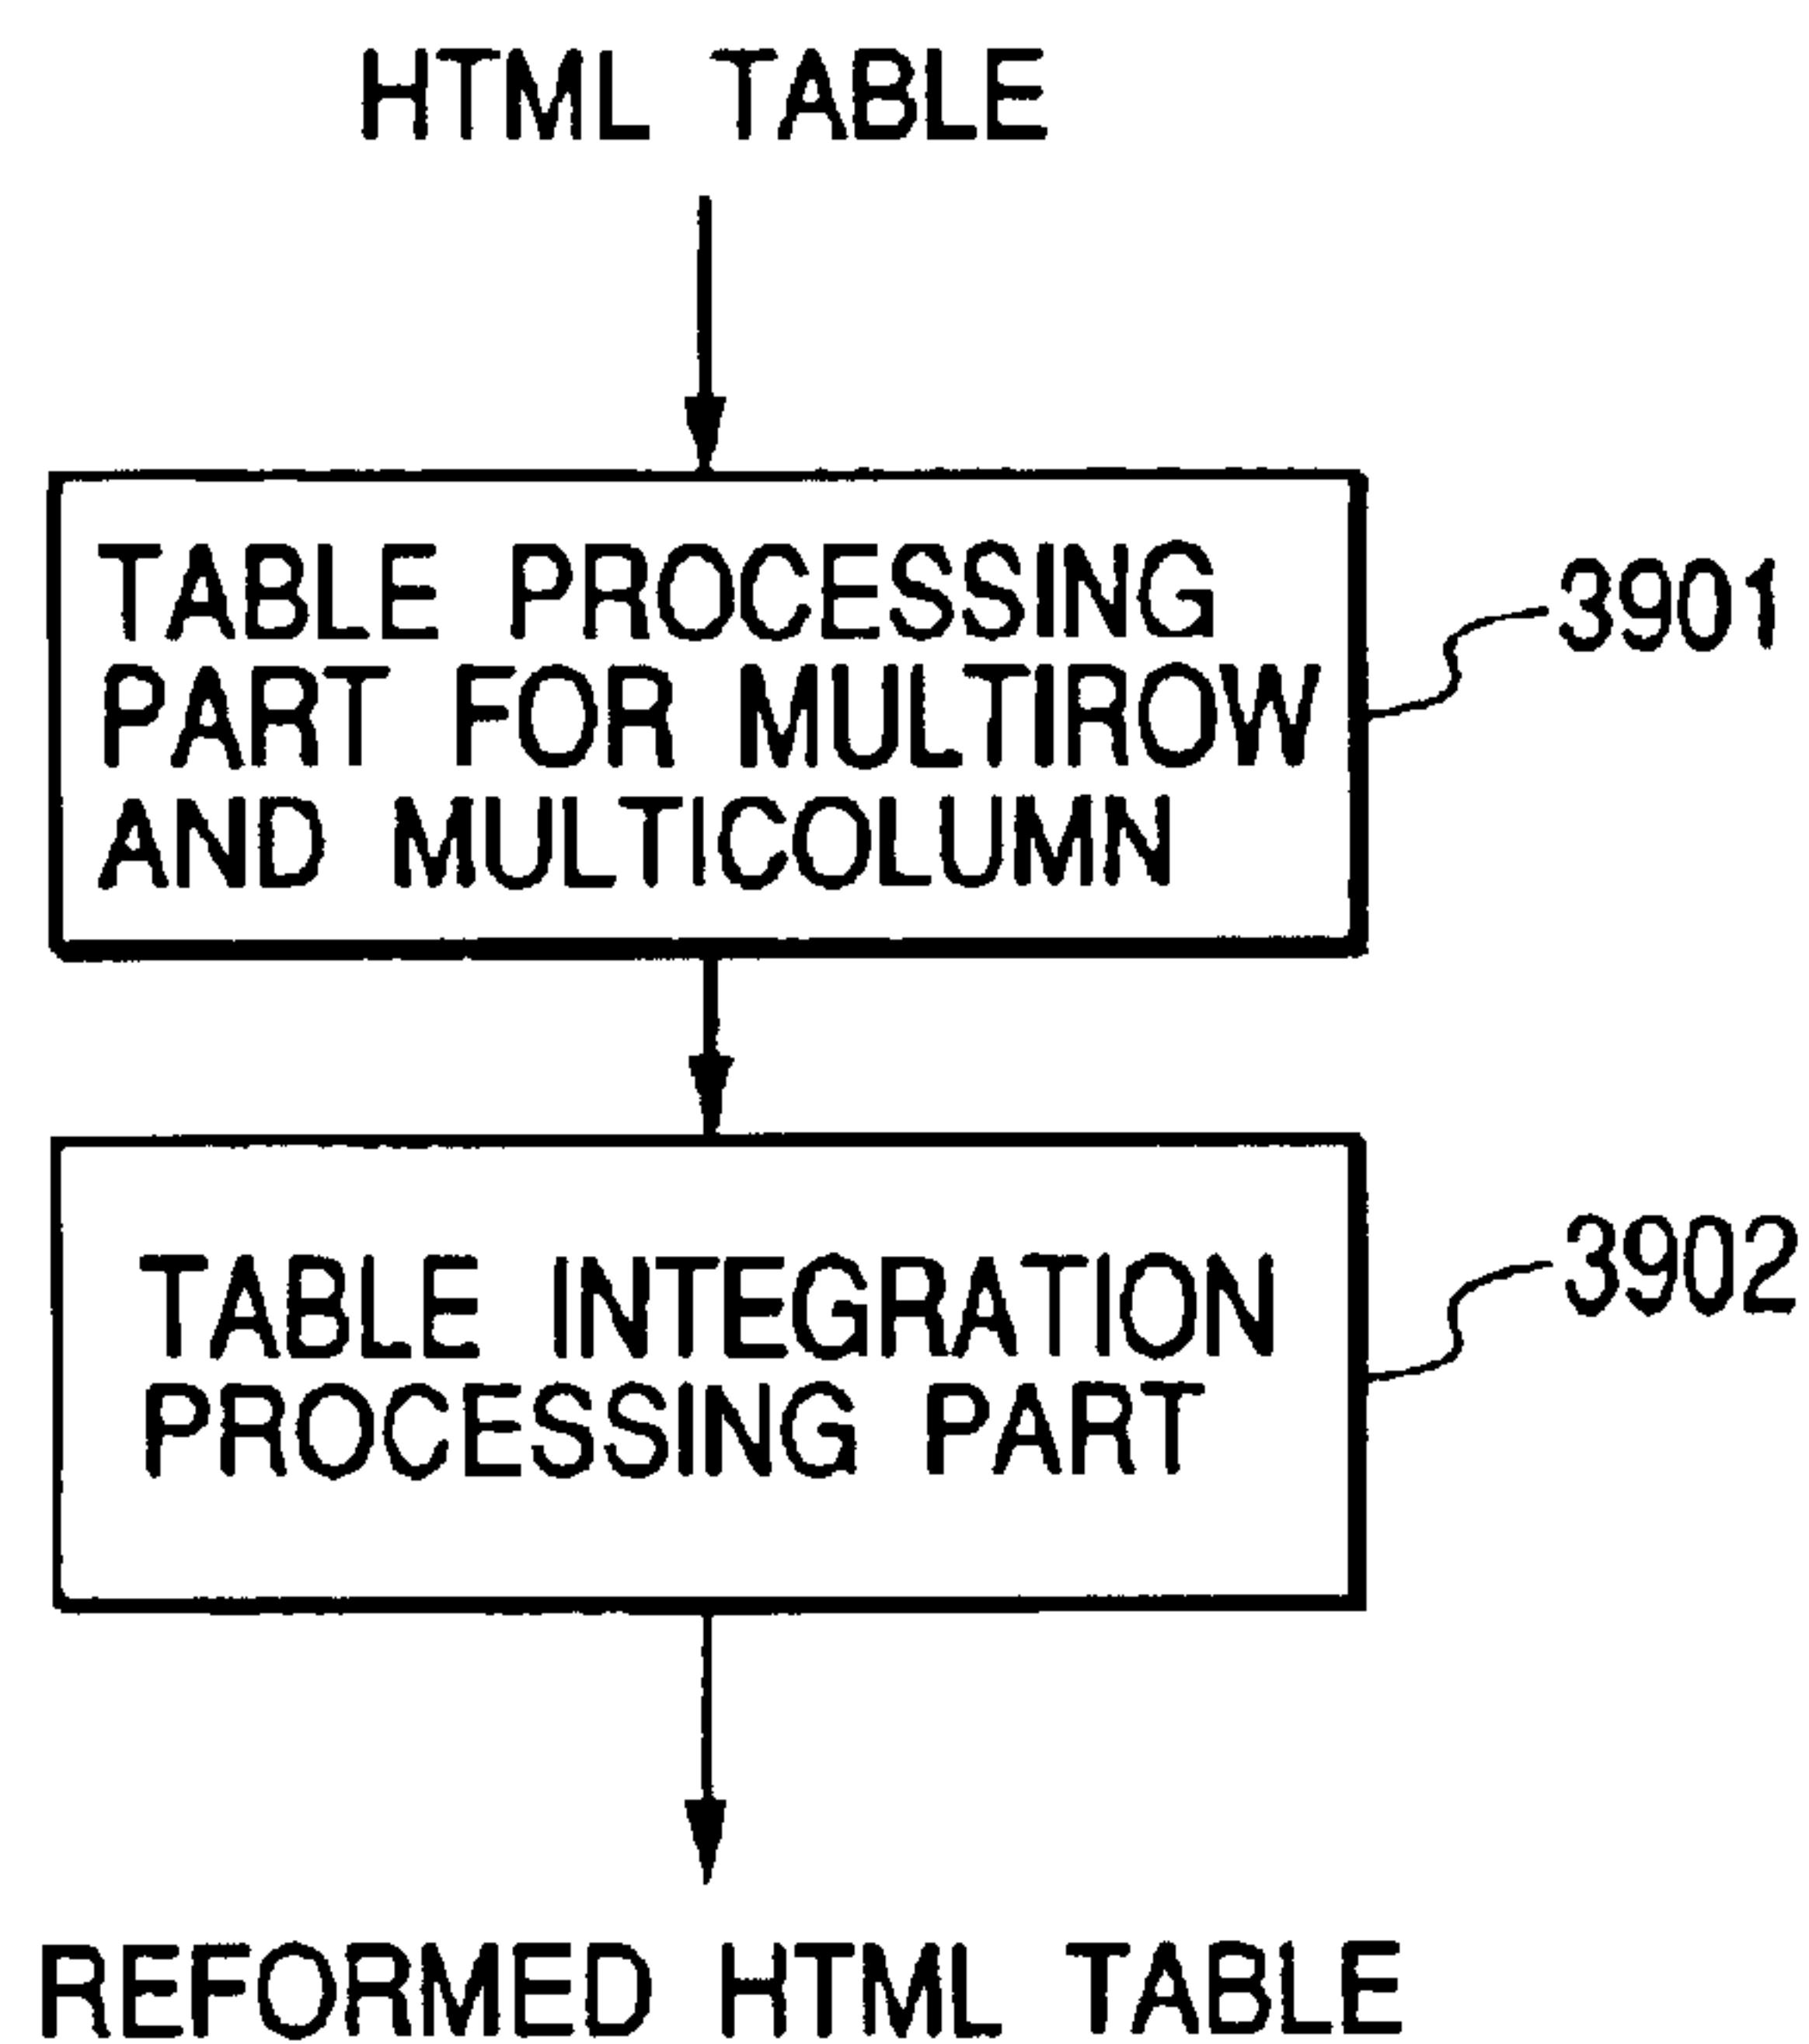 HTML TABLE
TABLE PROCESSING
PART FOR MULTIROW
AND MULTICOLUMN
3901
TABLE INTEGRATION
PROCESSING PART
3902
REFORMED HTML TABLE